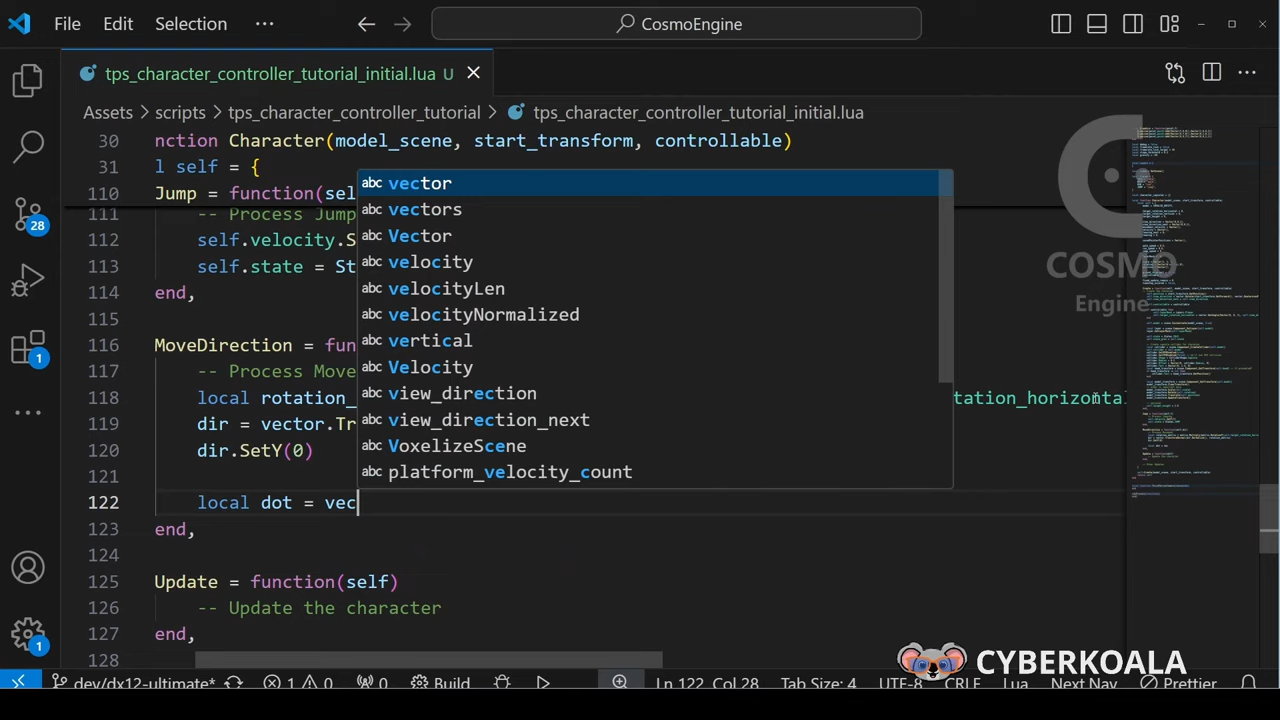 File Edit Selection ··· CosmoEngine
tps_character_controller_tutorial_initial.lua U
Assets > scripts > tps_character_controller_tutorial > tps_character_controller_tutorial_initial.lua
30 nction Character(model_scene, start_transform, controllable)
31 l self = {
110 Jump = function(sel
111 -- Process Jump
112 self.velocity.S
113 self.state = St
114 end,
115
116 MoveDirection = fun
117 -- Process Move
118 local rotation_ tation_horizontal
119 dir = vector.Tr
120 dir.SetY(0)
121
122 local dot = vec
123 end,
124
125 Update = function(self)
126 -- Update the character
127 end,
128
abc vector
abc vectors
abc Vector
abc velocity
abc velocityLen
abc velocityNormalized
abc vertical
abc Velocity
abc view_direction
abc view_direction_next
abc VoxelizeScene
abc platform_velocity_count
COSMO
Engine
28
1
1
CYBERKOALA
dev/dx12-ultimate* 1 0 0 Build Ln 122, Col 28 Tab Size: 4 UTF-8 CRLF Lua Next Nav Prettier